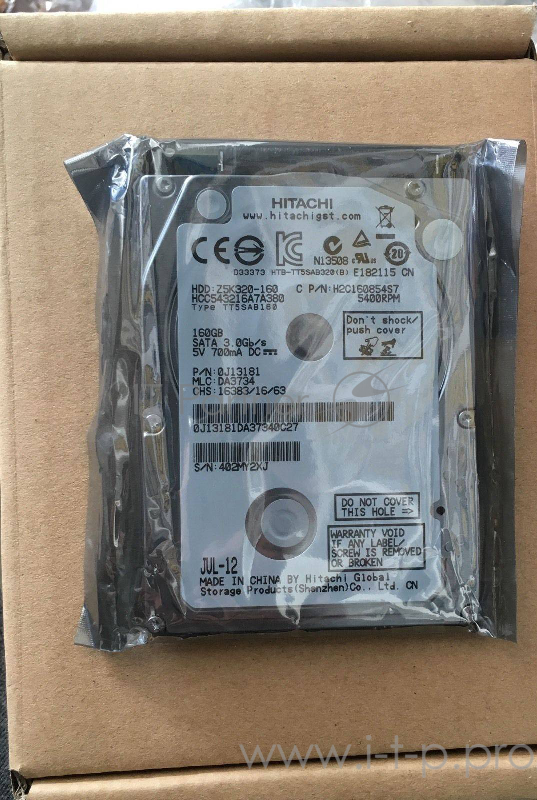 HITACHI
www.hitachigst.com
N13508
E182115 CN
20
D33373 HTB-TT5SAB320(B)
HDD:Z5K320-160 C P/N:H2C160854S7
HCC543216A7A380 5400RPM
Type TT5SAB160
Don't shock/
push cover
160GB
SATA 3.0Gb/s
5V 700mA DC
P/N:0J13181
MLC:DA3734
CHS:16383/16/63
0J13181DA37340C27
S/N:402MY2XJ
DO NOT COVER
THIS HOLE =>
WARRANTY VOID
IF ANY LABEL/
SCREW IS REMOVED
OR BROKEN
JUL-12
MADE IN CHINA BY Hitachi Global
Storage Products(Shenzhen)Co., Ltd. CN
www.i-t-p.pro